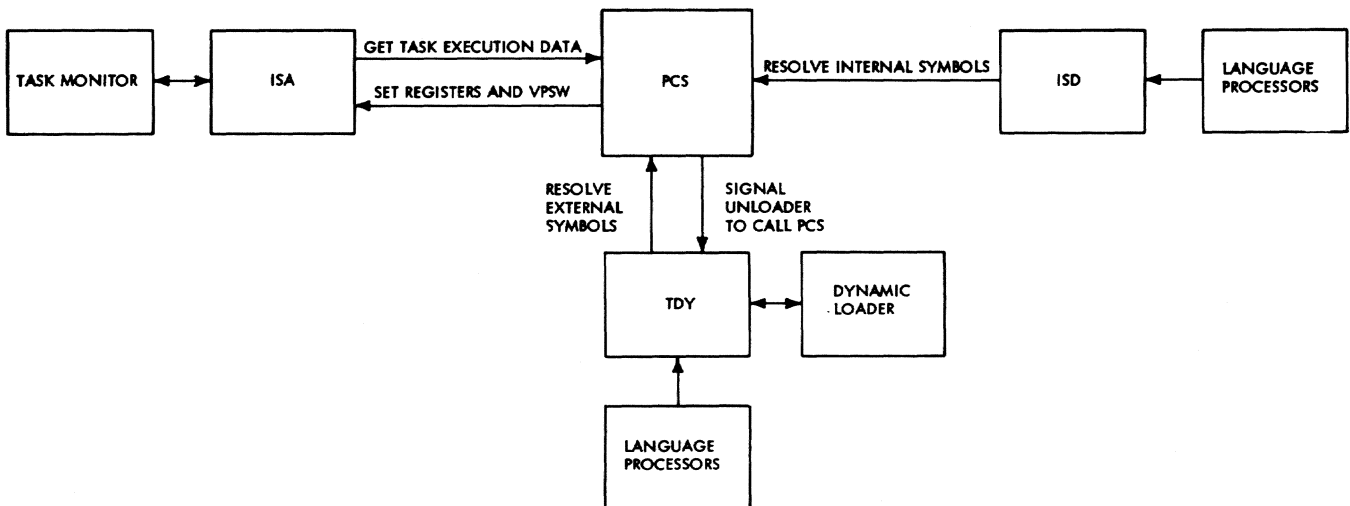 TASK MONITOR
ISA
GET TASK EXECUTION DATA
SET REGISTERS AND VPSW
PCS
RESOLVE INTERNAL SYMBOLS
ISD
LANGUAGE
PROCESSORS
RESOLVE
EXTERNAL
SYMBOLS
SIGNAL
UNLOADER
TO CALL PCS
TDY
DYNAMIC
LOADER
LANGUAGE
PROCESSORS